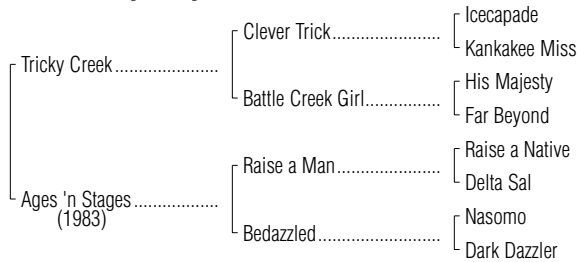 Icecapade
Clever Trick....................
Kankakee Miss
Tricky Creek....................
His Majesty
Battle Creek Girl..............
Far Beyond
Raise a Native
Raise a Man...................
Delta Sal
Ages 'n Stages................
(1983)
Nasomo
Bedazzled.......................
Dark Dazzler